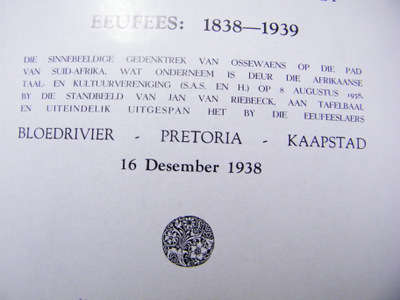 EEUFEES: 1838—1939
DIE SINNEBEELDIGE GEDENKTREK VAN OSSEWAENS OP DIE PAD
VAN SUID-AFRIKA, WAT ONDERNEEM IS DEUR DIE AFRIKAANSE
TAAL- EN KULTUURVERENIGING (S.A.S. EN H.) OP 8 AUGUSTUS 1938,
BY DIE STANDBEELD VAN JAN VAN RIEBEECK, AAN TAFELBAAI
EN UITEINDELIK UITGESPAN HET BY DIE EEUFEESLAERS
BLOEDRIVIER - PRETORIA - KAAPSTAD
16 Desember 1938